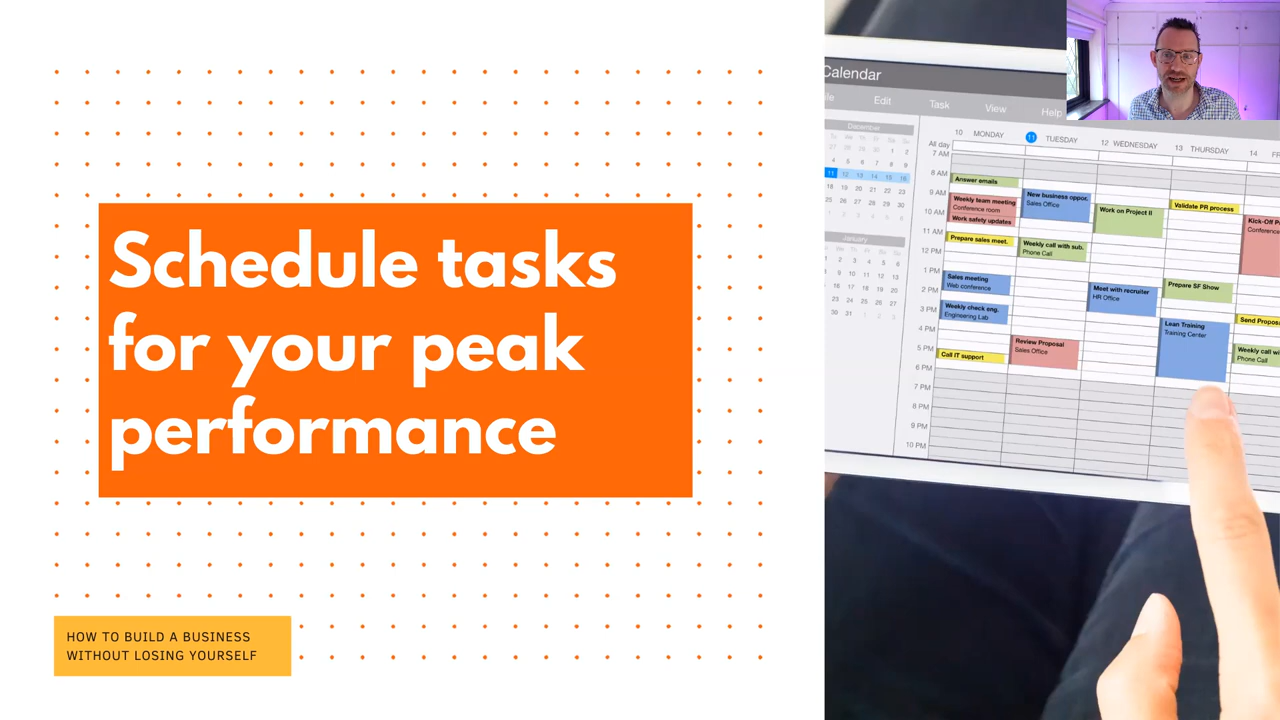 Schedule tasks
for your peak
performance
HOW TO BUILD A BUSINESS
WITHOUT LOSING YOURSELF
Calendar
Edit Task View Help
December
January
10 MONDAY 11 TUESDAY 12 WEDNESDAY 13 THURSDAY 14
All day
7 AM
8 AM
9 AM
10 AM
11 AM
12 PM
1 PM
2 PM
3 PM
4 PM
5 PM
6 PM
7 PM
8 PM
9 PM
10 PM
Answer emails
Weekly team meeting
Conference room
Work safety updates
Prepare sales meet.
Sales meeting
Web conference
Weekly check eng.
Engineering Lab
Call IT support
New business oppor.
Sales Office
Weekly call with sub.
Phone Call
Review Proposal
Sales Office
Work on Project II
Meet with recruiter
HR Office
Validate PR process
Prepare SF Show
Lean Training
Training Center
Kick-Off
Send
Weekly call
Phone Call